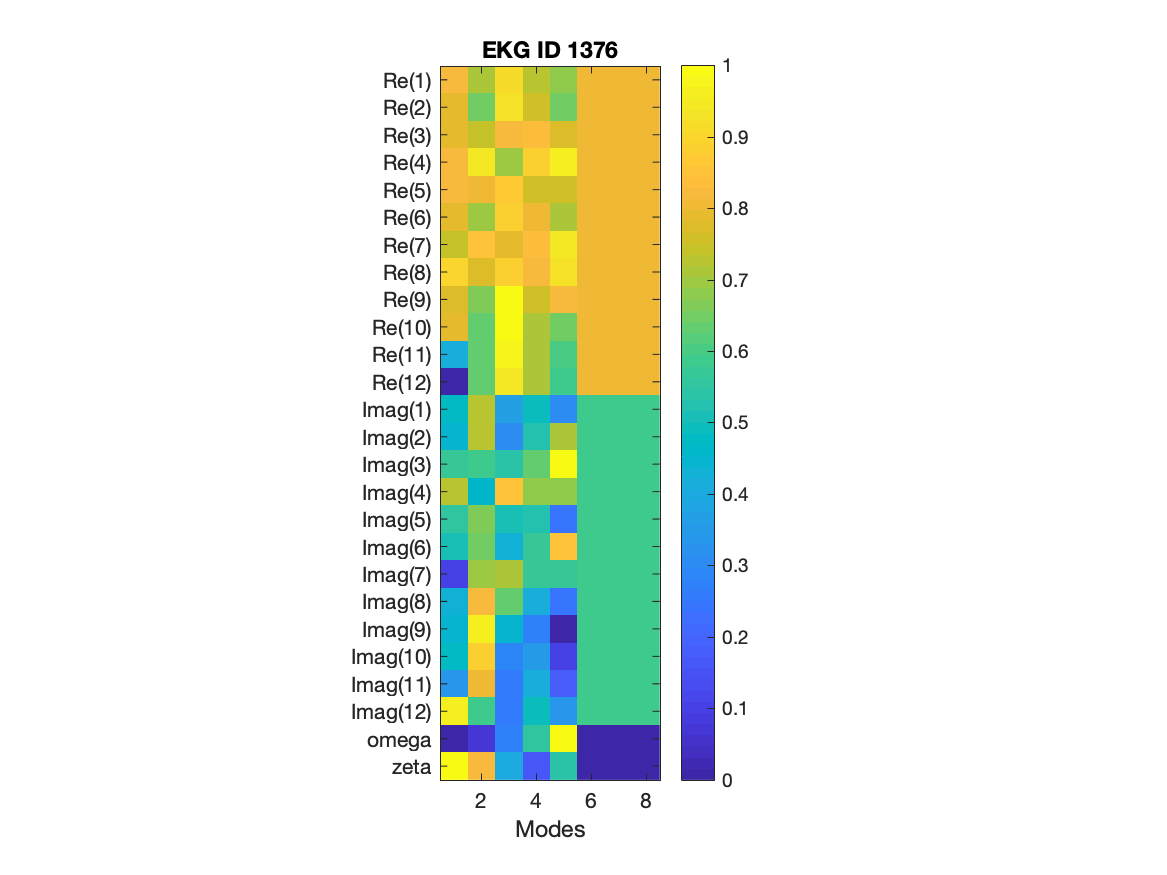 EKG ID 1376
Re(1)
Re(2)
Re(3)
Re(4)
Re(5)
Re(6)
Re(7)
Re(8)
Re(9)
Re(10)
Re(11)
Re(12)
Imag(1)
Imag(2)
Imag(3)
Imag(4)
Imag(5)
Imag(6)
Imag(7)
Imag(8)
Imag(9)
Imag(10)
Imag(11)
Imag(12)
omega
zeta
2 4 6 8
Modes
1
0.9
0.8
0.7
0.6
0.5
0.4
0.3
0.2
0.1
0